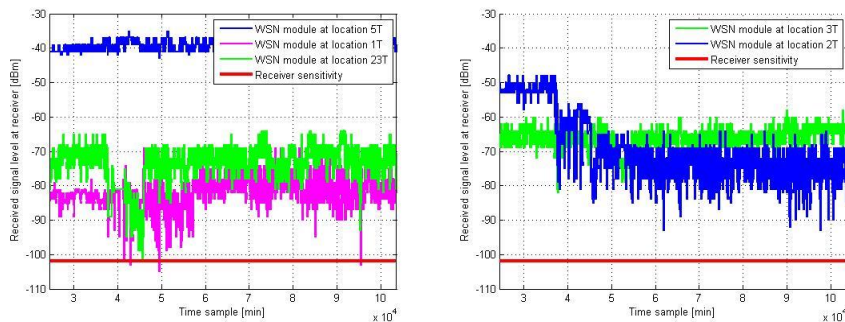 -30
-40
-50
-60
-70
-80
-90
-100
-110
Received signal level at receiver [dBm]
WSN module at location 5T
WSN module at location 1T
WSN module at location 23T
Receiver sensitivity
3 4 5 6 7 8 9 10
Time sample [min]
x 10^4
-30
-40
-50
-60
-70
-80
-90
-100
-110
Received signal level at receiver [dBm]
WSN module at location 3T
WSN module at location 2T
Receiver sensitivity
3 4 5 6 7 8 9 10
Time sample [min]
x 10^4